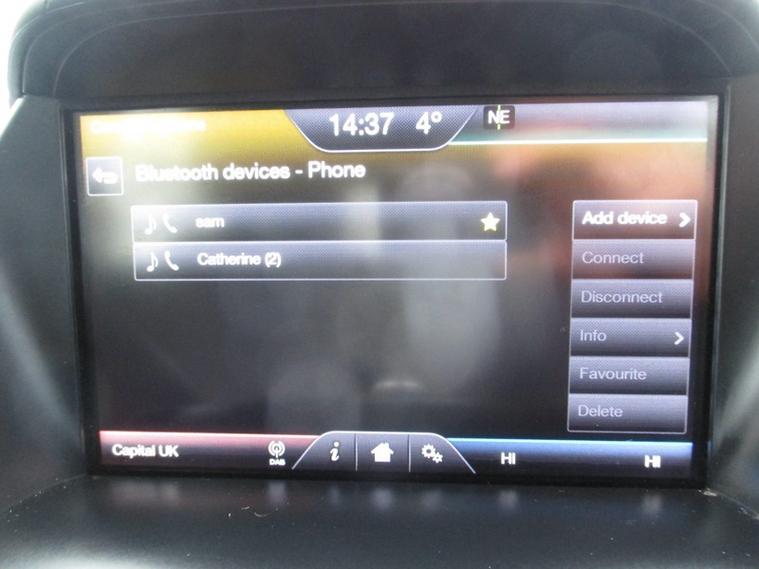 14:37 4° NE
Bluetooth devices - Phone
sam
Catherine (2)
Add device
Connect
Disconnect
Info
Favourite
Delete
Capital UK DAB i HI HI